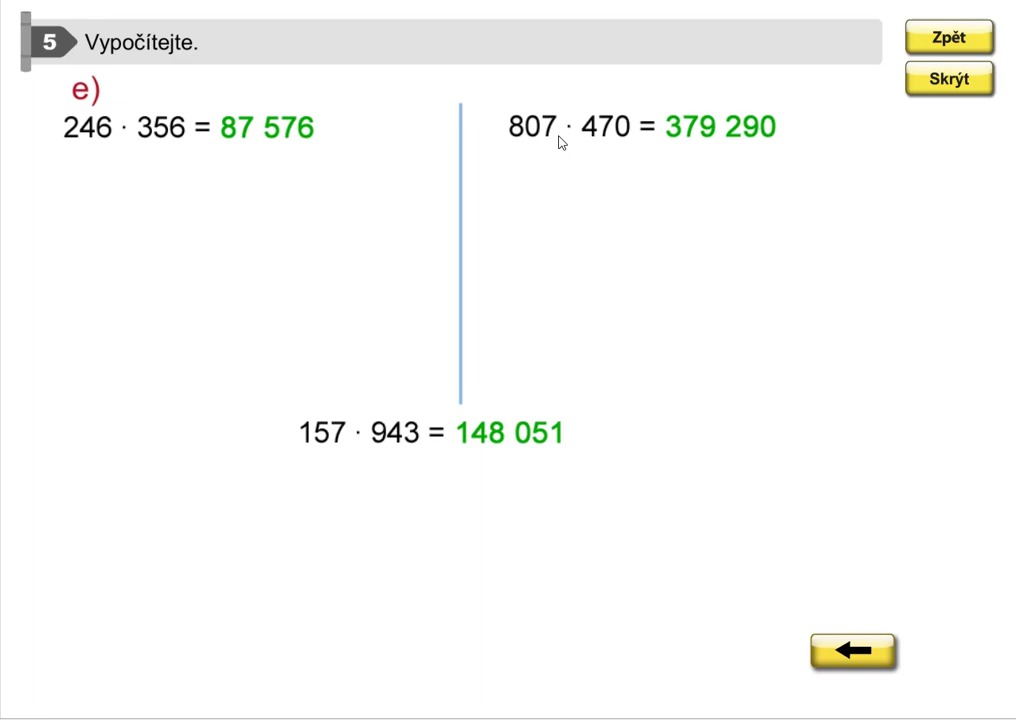 5 Vypočítejte.
Zpět
Skrýt
e)
246 · 356 = 87 576
807 · 470 = 379 290
157 · 943 = 148 051